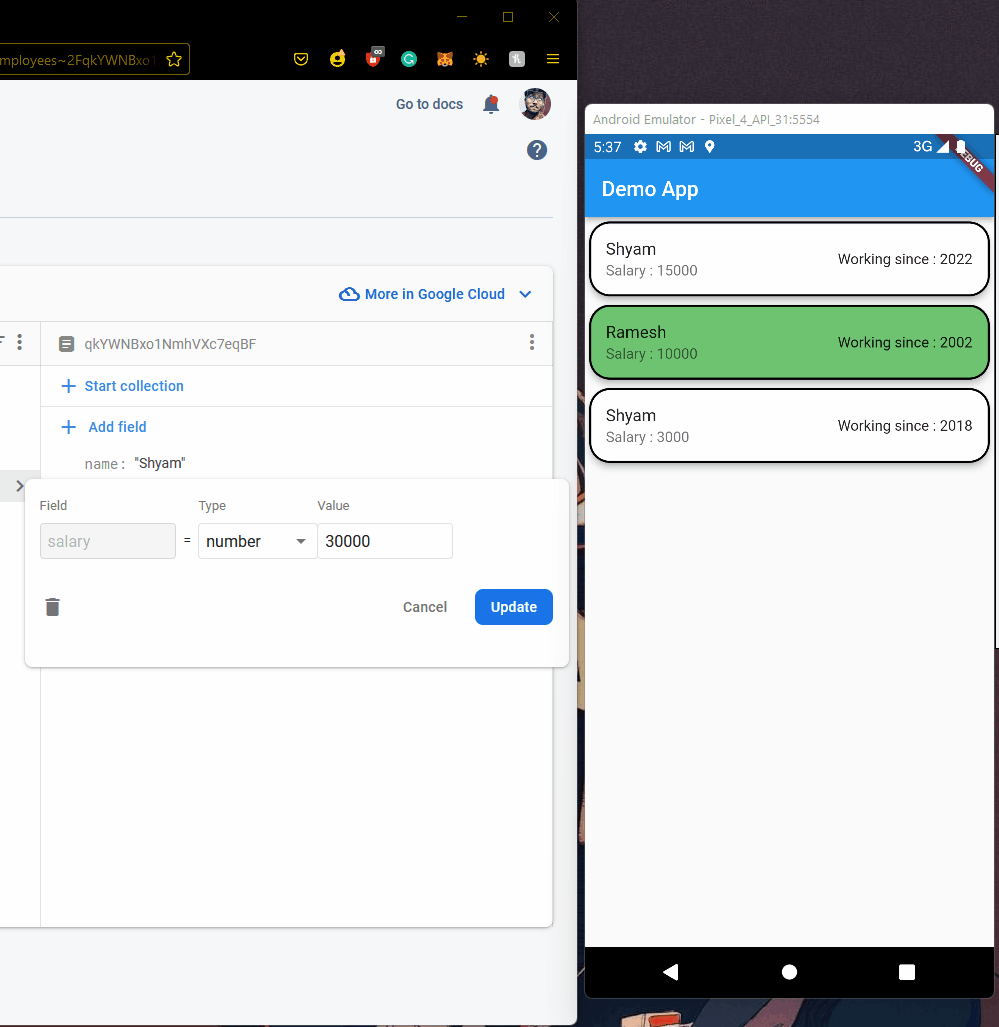 mployees~2FqkYWNBxo1
Go to docs
More in Google Cloud
qkYWNBxo1NmhVXc7eqBF
Start collection
Add field
name: "Shyam"
Field Type Value
salary = number 30000
Cancel Update
Android Emulator - Pixel_4_API_31:5554
5:37 3G
DEBUG
Demo App
Shyam
Salary : 15000
Working since : 2022
Ramesh
Salary : 10000
Working since : 2002
Shyam
Salary : 3000
Working since : 2018